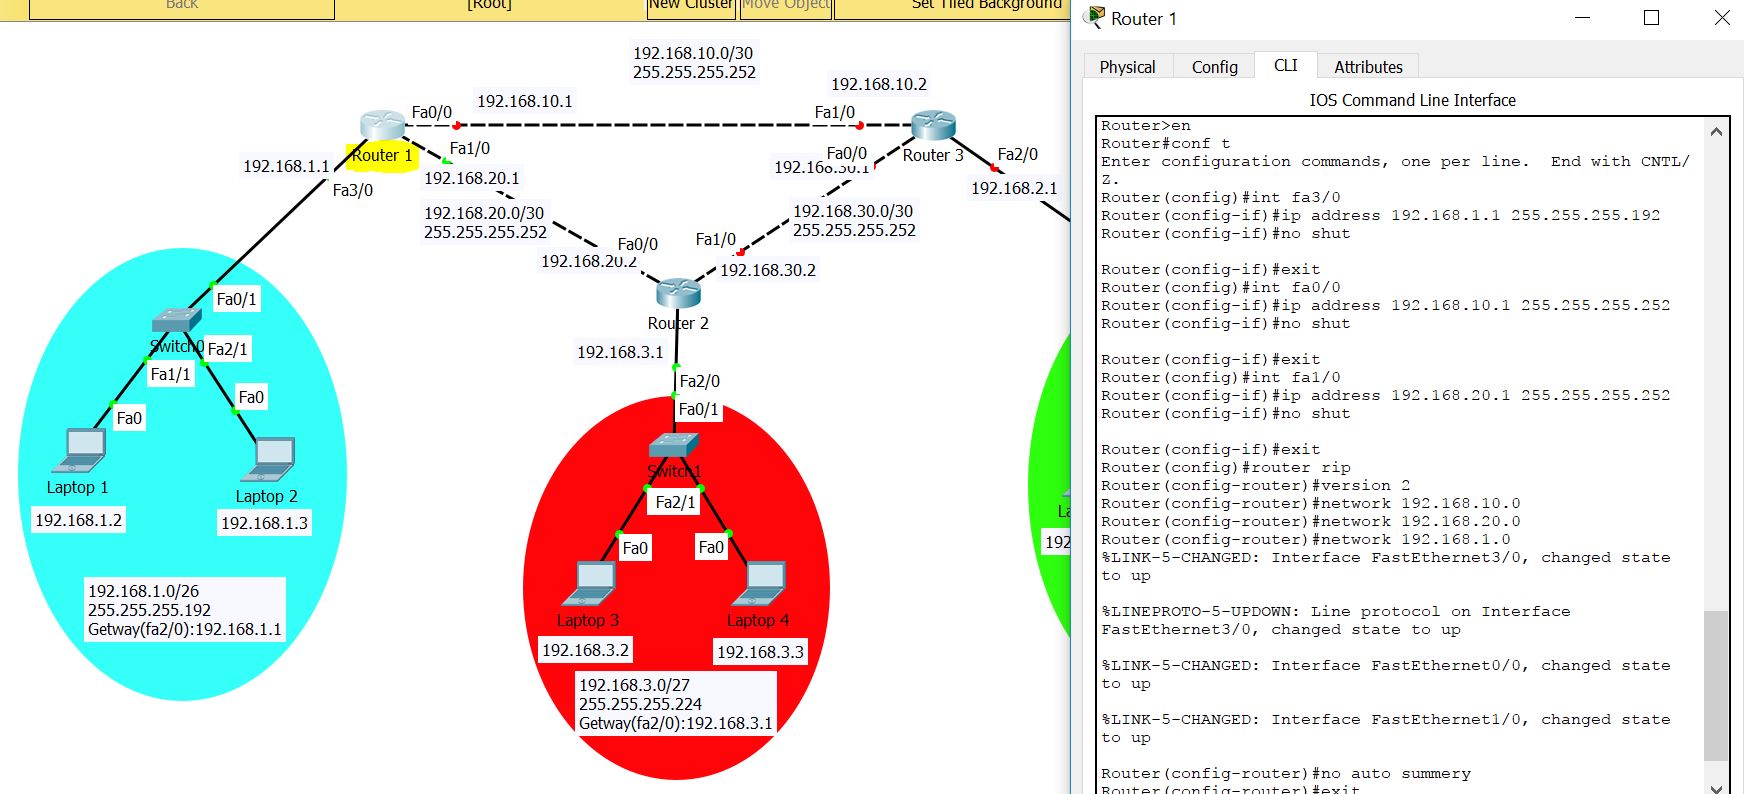 Back
[Root]
New Cluster
Move Object
Set Tiled Background
192.168.10.0/30
255.255.255.252
192.168.10.2
192.168.10.1
Fa0/0
Fa1/0
Router 1
Fa1/0
192.168.1.1
Fa3/0
192.168.20.1
192.168.20.0/30
255.255.255.252
Fa0/0
192.168.20.2
Fa0/0
Router 3
192.168.30.1
Fa2/0
192.168.2.1
192.168.30.0/30
255.255.255.252
Fa1/0
192.168.30.2
Router 2
192.168.3.1
Fa2/0
Fa0/1
Switch1
Fa2/1
Fa0
Fa0
Laptop 3
Laptop 4
192.168.3.2
192.168.3.3
192.168.3.0/27
255.255.255.224
Getway(fa2/0):192.168.3.1
Fa0/1
Switch0
Fa2/1
Fa1/1
Fa0
Fa0
Laptop 1
Laptop 2
192.168.1.2
192.168.1.3
192.168.1.0/26
255.255.255.192
Getway(fa2/0):192.168.1.1
La
192
Router 1
Physical
Config
CLI
Attributes
IOS Command Line Interface
Router>en
Router#conf t
Enter configuration commands, one per line.  End with CNTL/
Z.
Router(config)#int fa3/0
Router(config-if)#ip address 192.168.1.1 255.255.255.192
Router(config-if)#no shut
Router(config-if)#exit
Router(config)#int fa0/0
Router(config-if)#ip address 192.168.10.1 255.255.255.252
Router(config-if)#no shut
Router(config-if)#exit
Router(config)#int fa1/0
Router(config-if)#ip address 192.168.20.1 255.255.255.252
Router(config-if)#no shut
Router(config-if)#exit
Router(config)#router rip
Router(config-router)#version 2
Router(config-router)#network 192.168.10.0
Router(config-router)#network 192.168.20.0
Router(config-router)#network 192.168.1.0
%LINK-5-CHANGED: Interface FastEthernet3/0, changed state
to up
%LINEPROTO-5-UPDOWN: Line protocol on Interface
FastEthernet3/0, changed state to up
%LINK-5-CHANGED: Interface FastEthernet0/0, changed state
to up
%LINK-5-CHANGED: Interface FastEthernet1/0, changed state
to up
Router(config-router)#no auto summery
Router(config-router)#exit